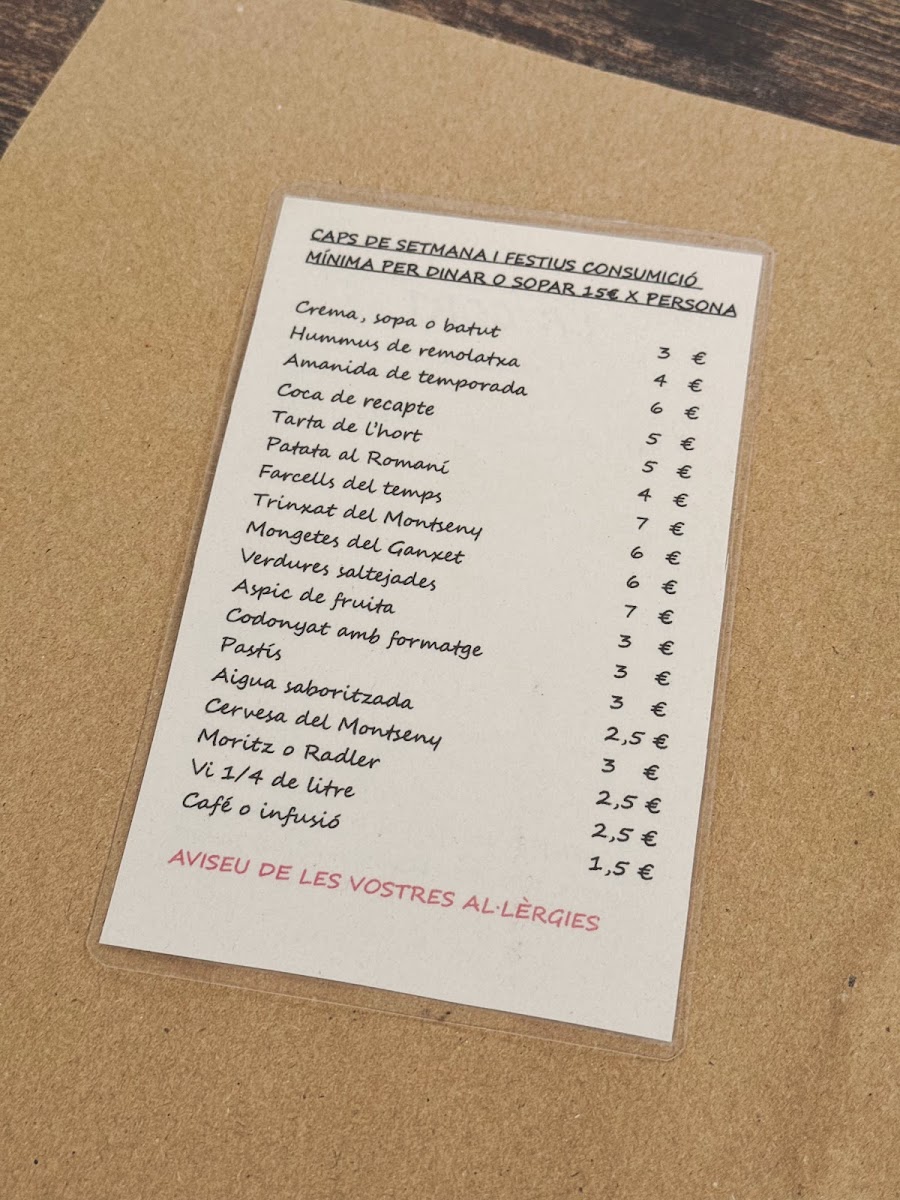 CAPS DE SETMANA I FESTIUS CONSUMICIÓ
MÍNIMA PER DINAR O SOPAR 15€ X PERSONA
Crema, sopa o batut 3 €
Hummus de remolatxa 4 €
Amanida de temporada 6 €
Coca de recapte 5 €
Tarta de l'hort 5 €
Patata al Romaní 4 €
Farcells del temps 7 €
Trinxat del Montseny 6 €
Mongetes del Ganxet 6 €
Verdures saltejades 7 €
Aspic de fruita 3 €
Codonyat amb formatge 3 €
Pastís 3 €
Aigua saboritzada 2,5 €
Cervesa del Montseny 3 €
Moritz o Radler 2,5 €
Vi 1/4 de litre 2,5 €
Café o infusió 1,5 €
AVISEU DE LES VOSTRES AL·LÈRGIES